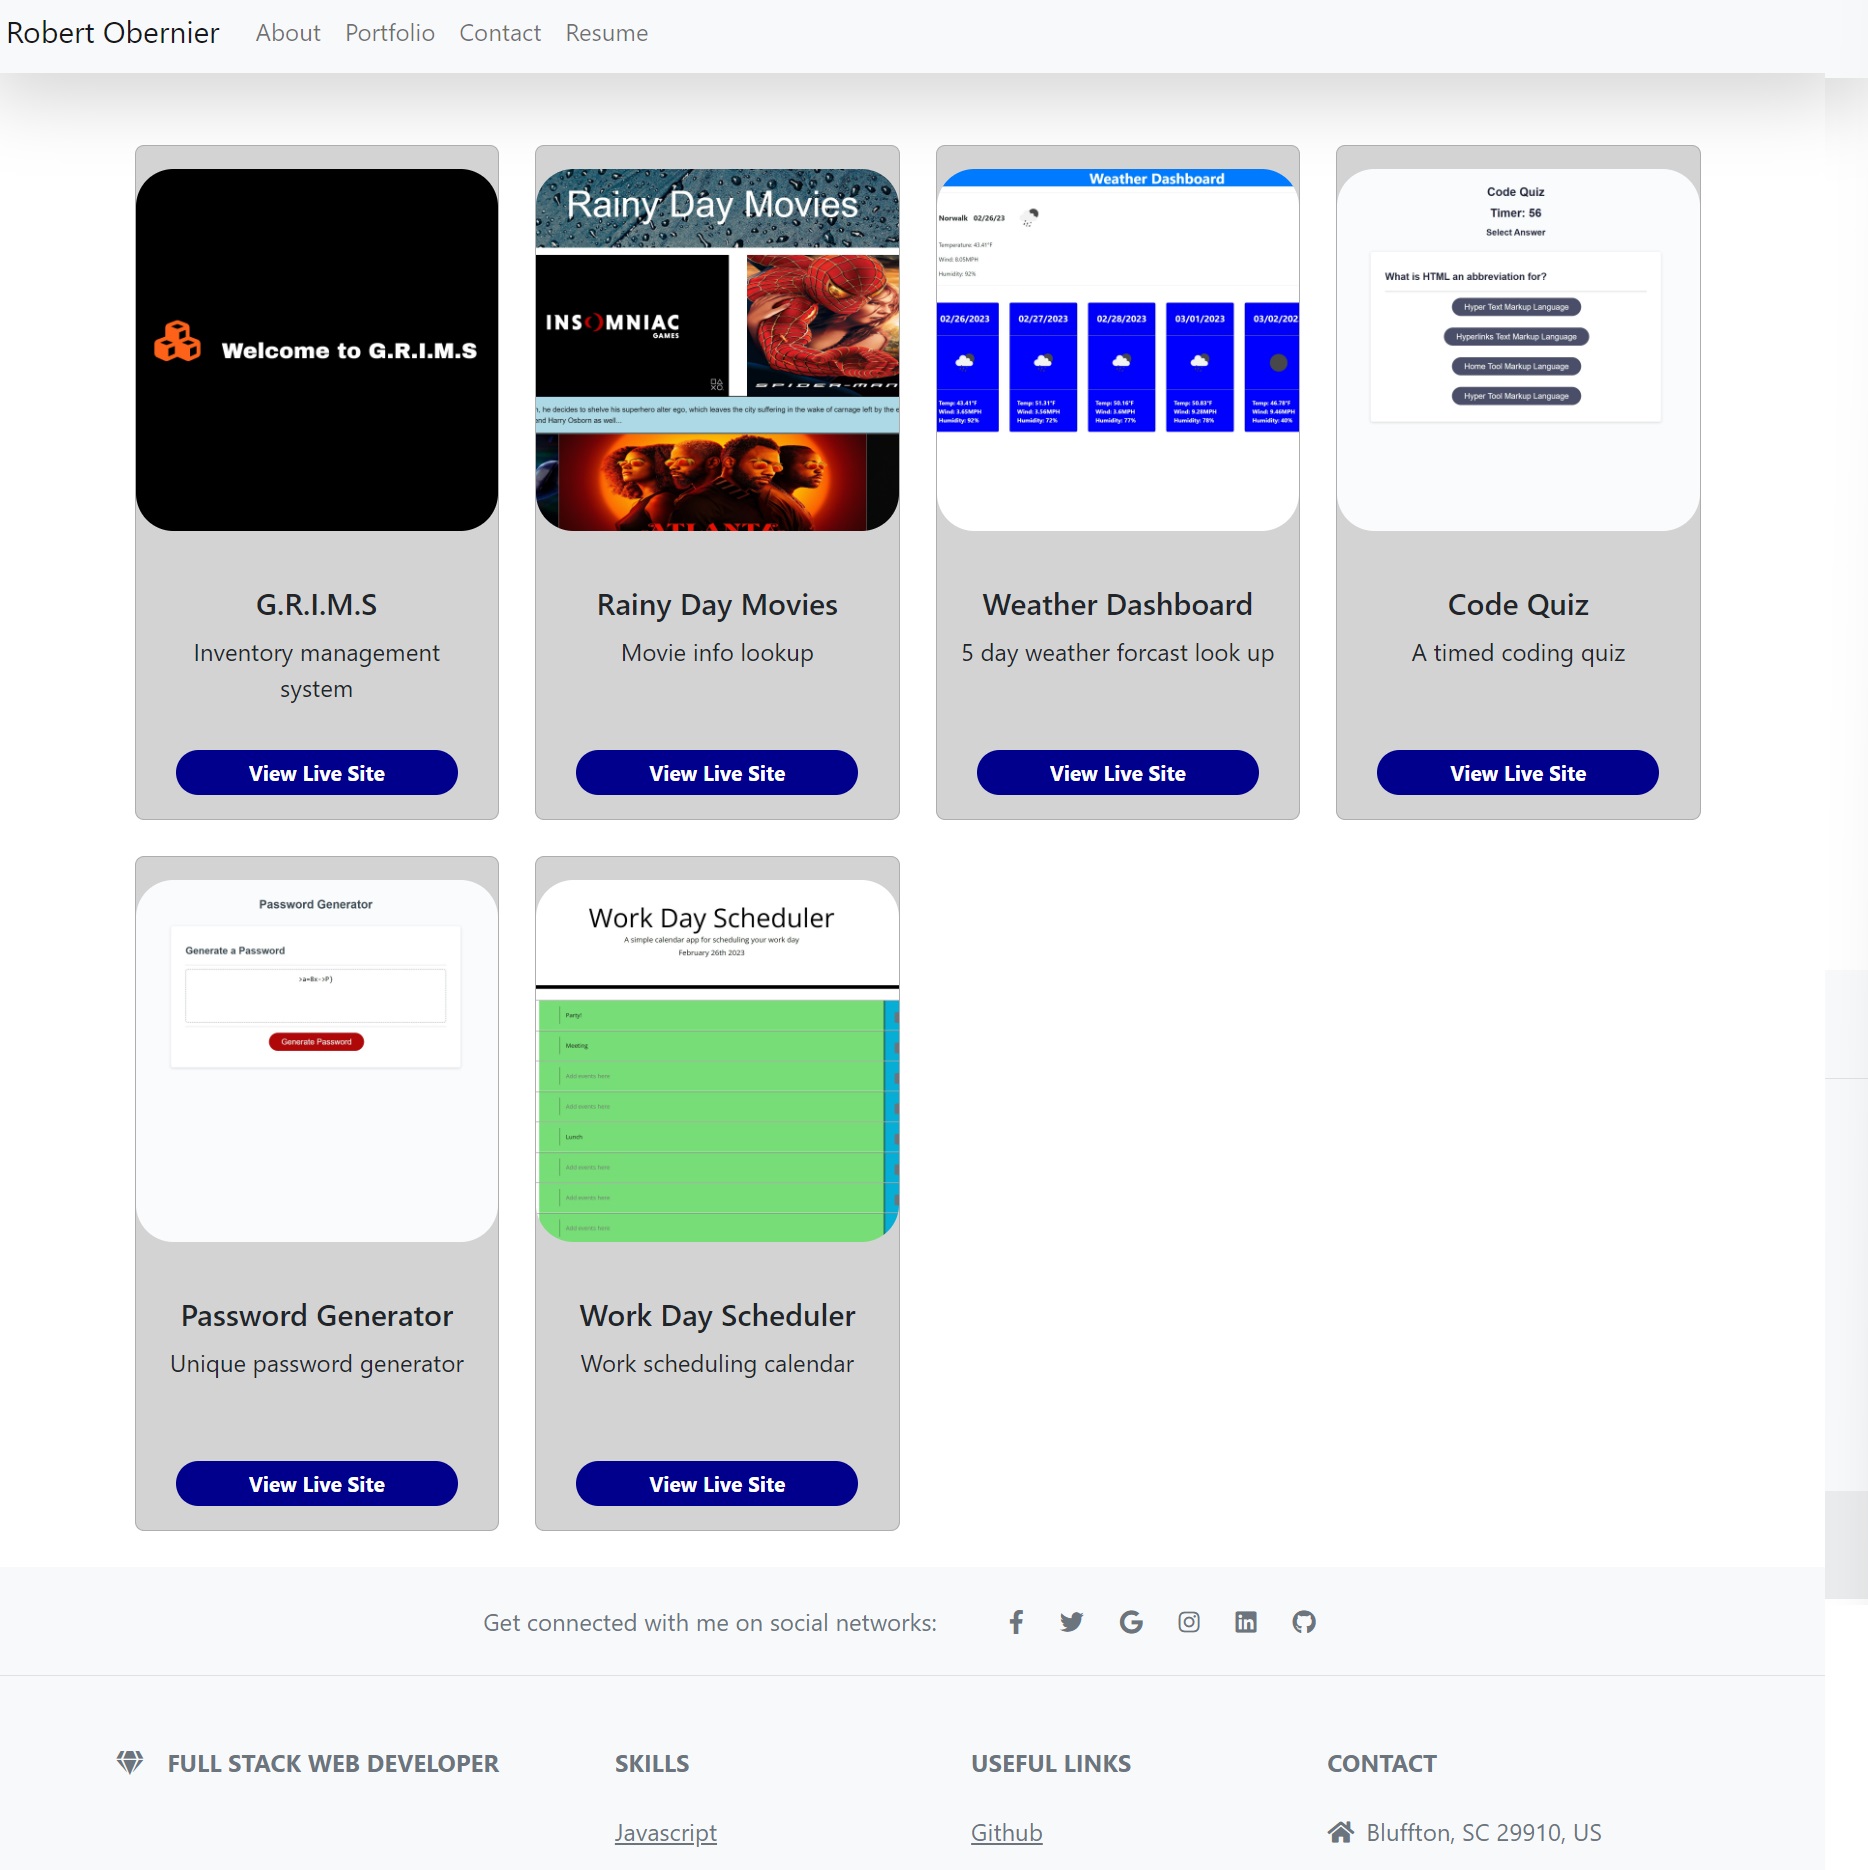 Robert Obernier
About
Portfolio
Contact
Resume
Welcome to G.R.I.M.S
G.R.I.M.S
Inventory management
system
View Live Site
Rainy Day Movies
INSOMNIAC
GAMES
SPIDER-MAN
, he decides to shelve his superhero alter ego, which leaves the city suffering in the wake of carnage left by the
and Harry Osborn as well...
ATLANTA
Rainy Day Movies
Movie info lookup
View Live Site
Weather Dashboard
Norwalk 02/26/23
Temperature: 43.41°F
Wind: 8.05MPH
Humidity: 92%
02/26/2023
02/27/2023
02/28/2023
03/01/2023
03/02/202
Temp: 43.41°F
Wind: 3.65MPH
Humidity: 92%
Temp: 51.31°F
Wind: 3.56MPH
Humidity: 72%
Temp: 50.16°F
Wind: 3.6MPH
Humidity: 77%
Temp: 50.83°F
Wind: 9.28MPH
Humidity: 78%
Temp: 46.78°F
Wind: 9.46MPH
Humidity: 40%
Weather Dashboard
5 day weather forcast look up
View Live Site
Code Quiz
Timer: 56
Select Answer
What is HTML an abbreviation for?
Hyper Text Markup Language
Hyperlinks Text Markup Language
Home Tool Markup Language
Hyper Tool Markup Language
Code Quiz
A timed coding quiz
View Live Site
Password Generator
Generate a Password
Generate Password
Password Generator
Unique password generator
View Live Site
Work Day Scheduler
A simple calendar app for scheduling your work day
February 26th 2023
Party!
Meeting
Add events here
Add events here
Lunch
Add events here
Add events here
Add events here
Work Day Scheduler
Work scheduling calendar
View Live Site
Get connected with me on social networks:
FULL STACK WEB DEVELOPER
SKILLS
Javascript
USEFUL LINKS
Github
CONTACT
Bluffton, SC 29910, US